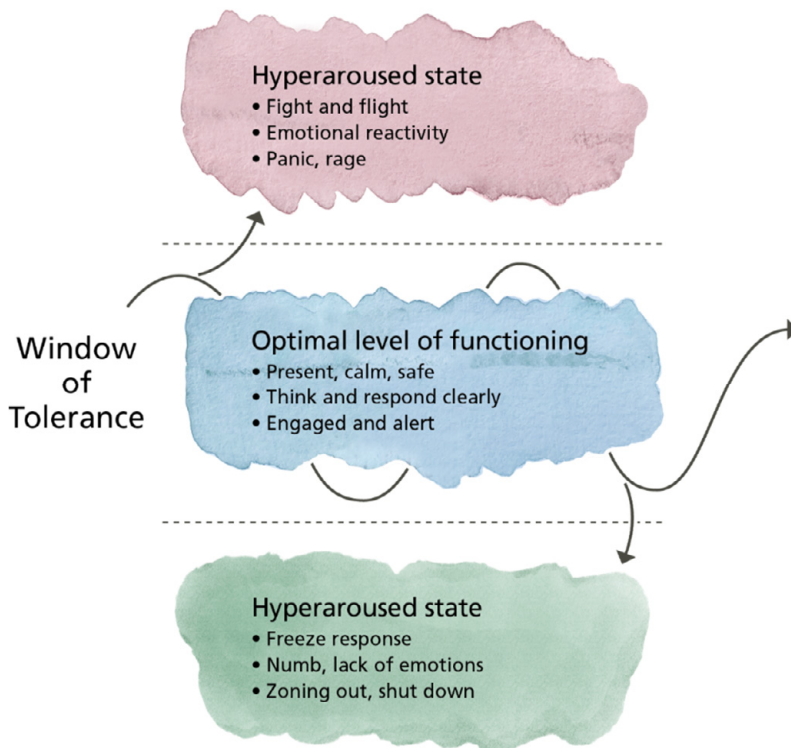 Hyperaroused state
• Fight and flight
• Emotional reactivity
• Panic, rage
Window
of
Tolerance
Optimal level of functioning
• Present, calm, safe
• Think and respond clearly
• Engaged and alert
Hyperaroused state
• Freeze response
• Numb, lack of emotions
• Zoning out, shut down